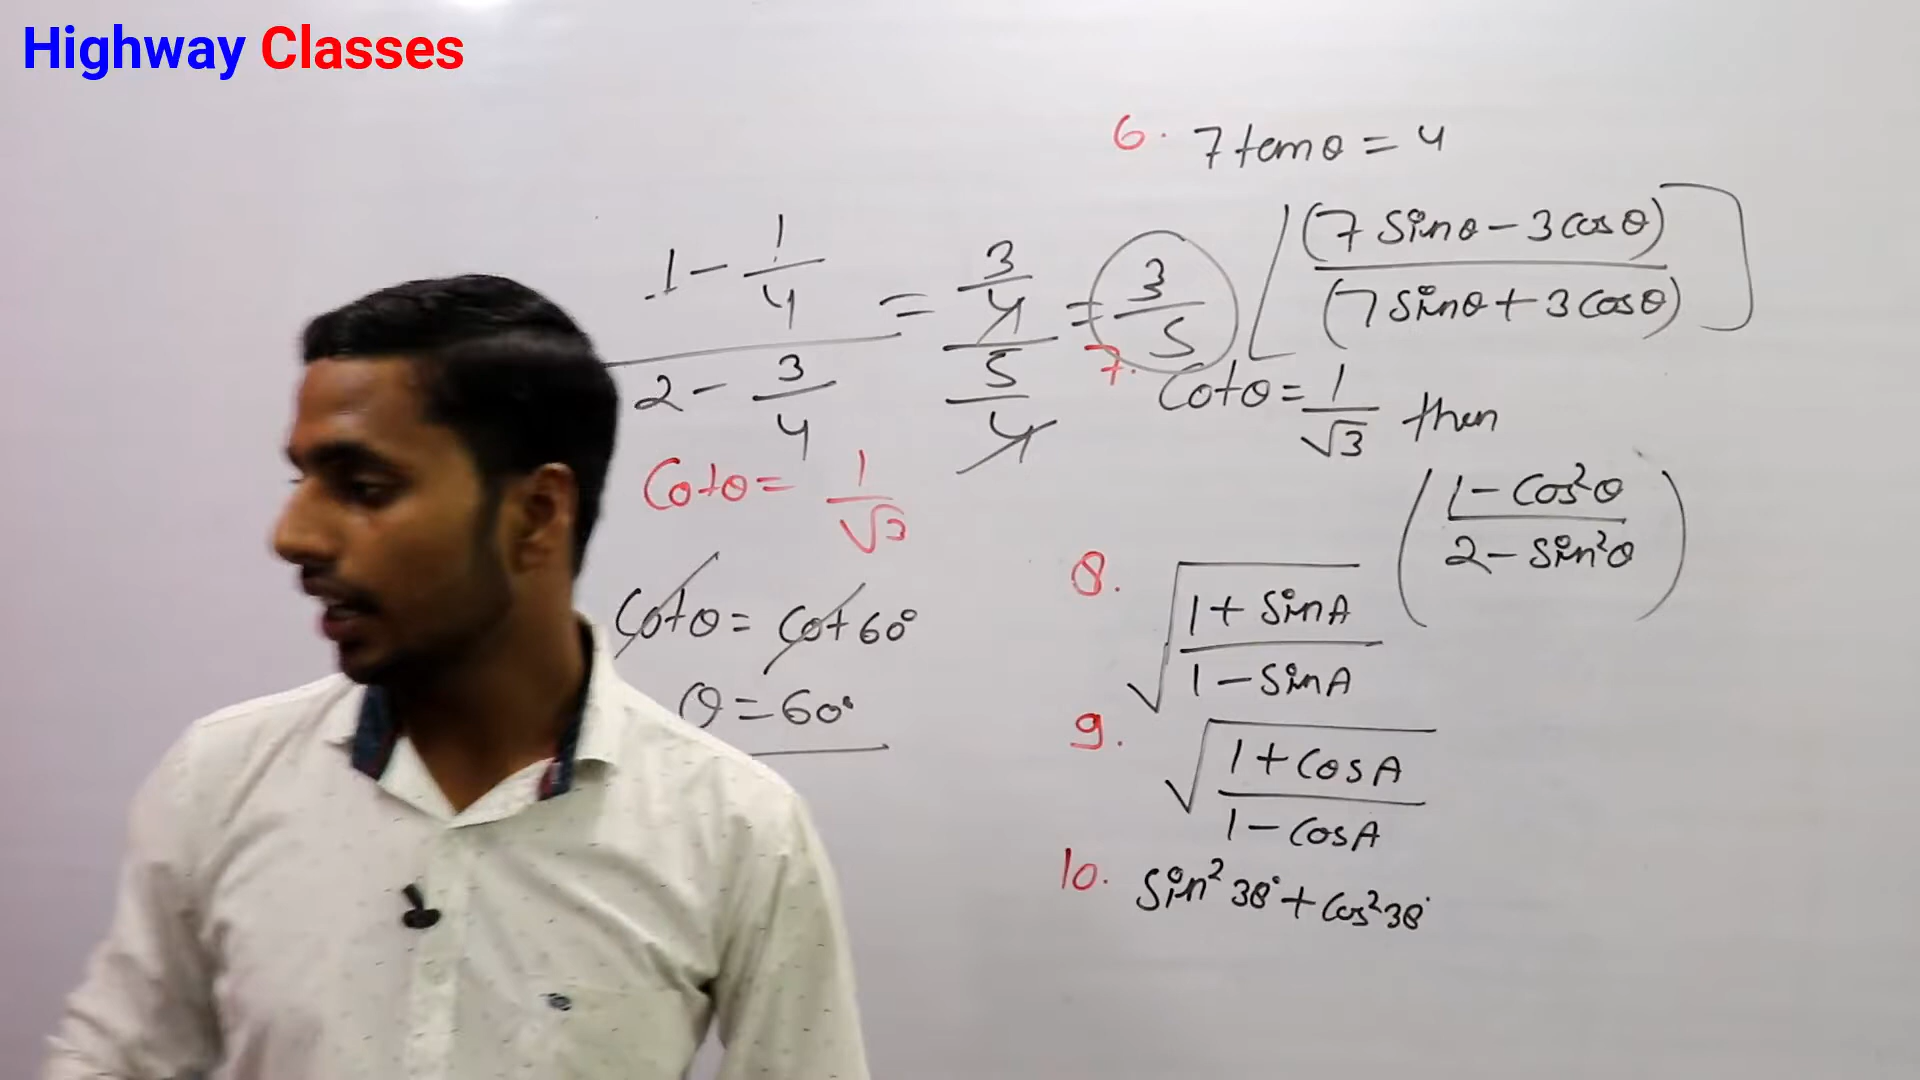 Highway Classes
6. 7tanθ = 4
[(7 Sinθ - 3 cosθ) / (7 Sinθ + 3 Cosθ)]
7. Cotθ = 1/√3 then
((1 - Cos²θ) / (2 - Sin²θ))
8. √((1 + SinA) / (1 - SinA))
9. √((1 + COSA) / (1 - COSA))
10. Sin² 38° + Cos² 38°
(1 - 1/4) / (2 - 3/4) = (3/4) / (5/4) = 3/5
Cotθ = 1/√3
Cotθ = Cot 60°
θ = 60°